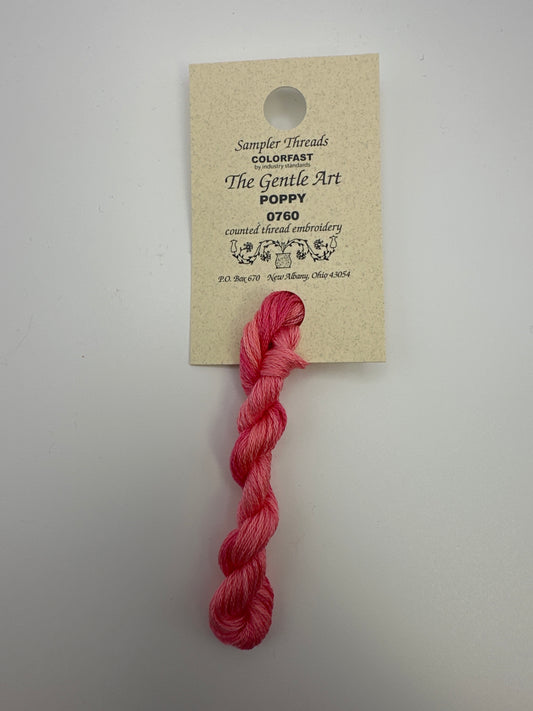 Sampler Threads
COLORFAST
by industry standards
The Gentle Art
POPPY
0760
counted thread embroidery
P.O. Box 670 New Albany, Ohio 43054